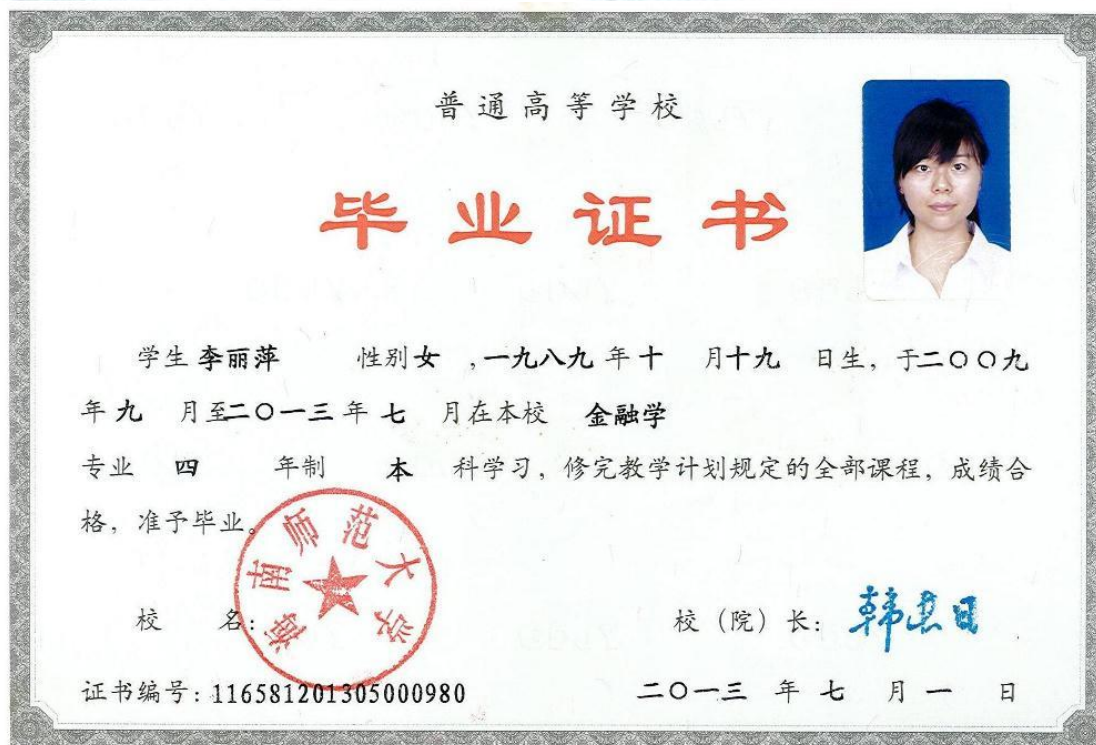 普通高等学校
毕业证书
学生 李丽萍 性别 女 ,一九八九 年 十 月 十九 日生，于二〇〇九
年 九 月至二〇一三 年 七 月在本校 金融学
专业 四 年制 本 科学习，修完教学计划规定的全部课程，成绩合
格，准予毕业。
海南师范大学
校 名： 校（院）长：
证书编号：116581201305000980 二〇一三 年 七 月 一 日